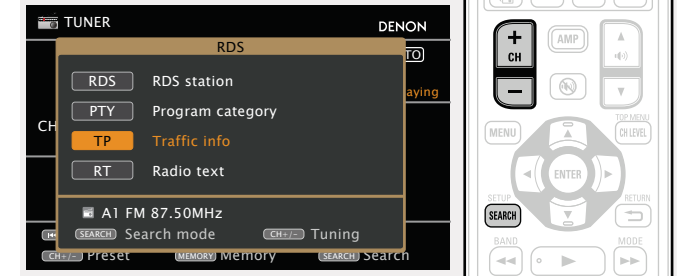 TUNER
DENON
RDS
TO
RDS RDS station
aying
PTY Program category
CH
TP Traffic info
RT Radio text
A1 FM 87.50MHz
SEARCH Search mode CH+/- Tuning
CH+/- Preset MEMORY Memory SEARCH Search
+
CH
−
AMP
MENU
TOP MENU
CH LEVEL
ENTER
SETUP
SEARCH
RETURN
BAND
MODE